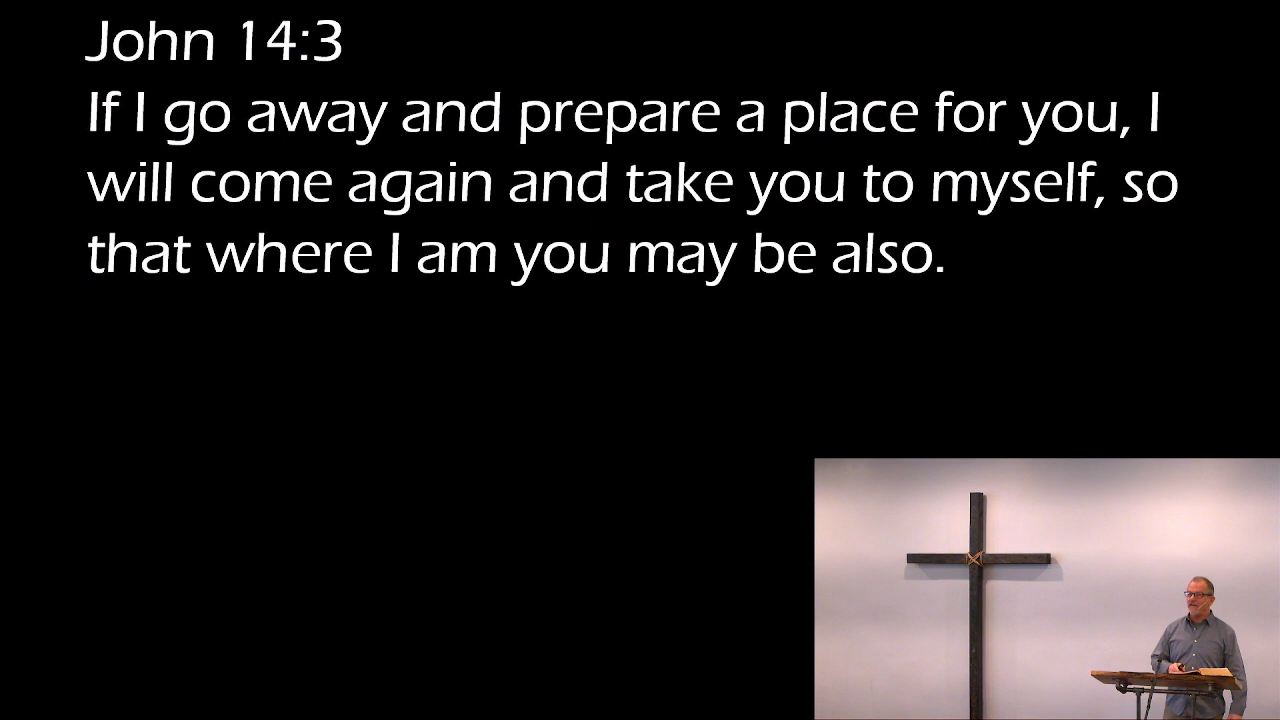 John 14:3
If I go away and prepare a place for you, I
will come again and take you to myself, so
that where I am you may be also.